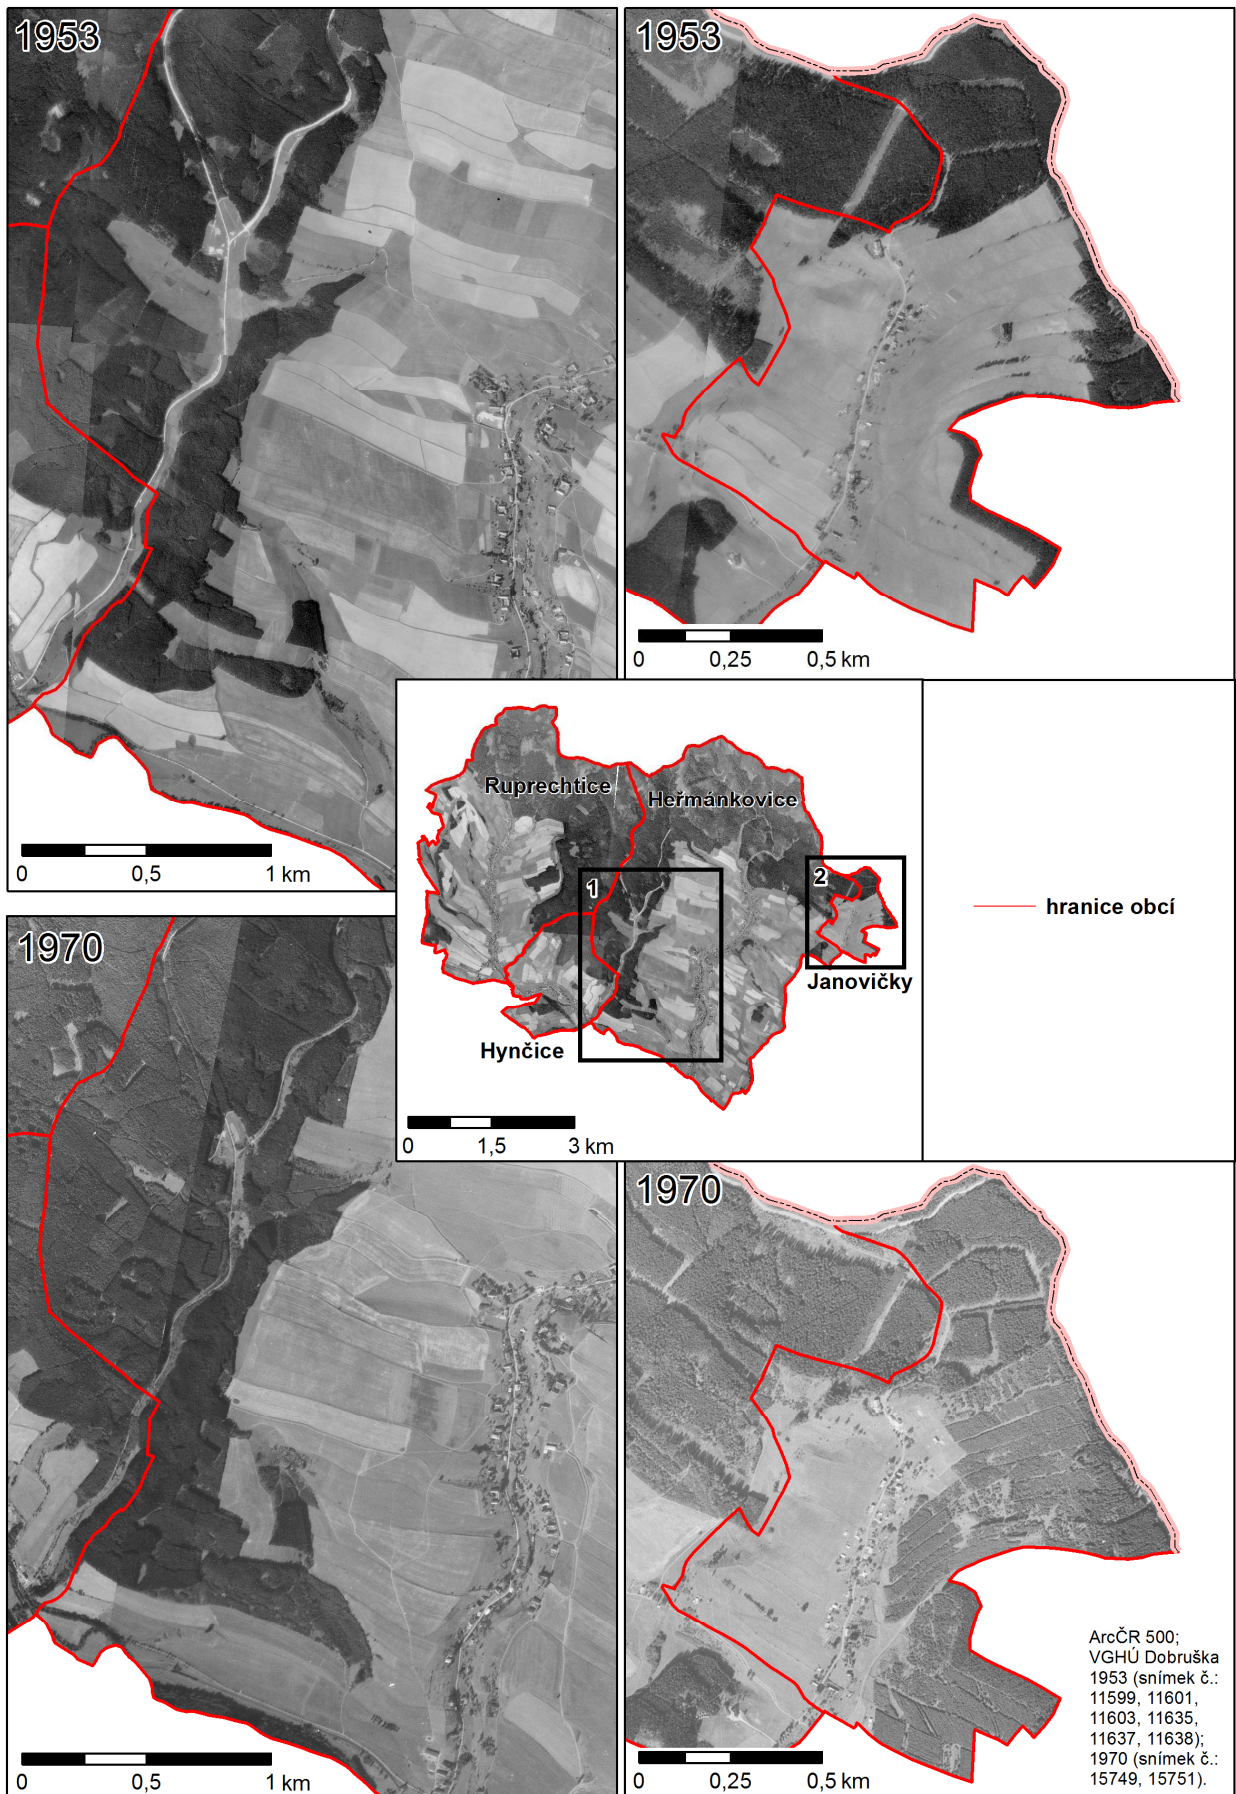 1953
0 0,5 1 km
1953
0 0,25 0,5 km
Ruprechtice
Heřmánkovice
1
2
Janovičky
Hynčice
0 1,5 3 km
hranice obcí
1970
0 0,5 1 km
1970
0 0,25 0,5 km
ArcČR 500;
VGHÚ Dobruška
1953 (snímek č.:
11599, 11601,
11603, 11635,
11637, 11638);
1970 (snímek č.:
15749, 15751).